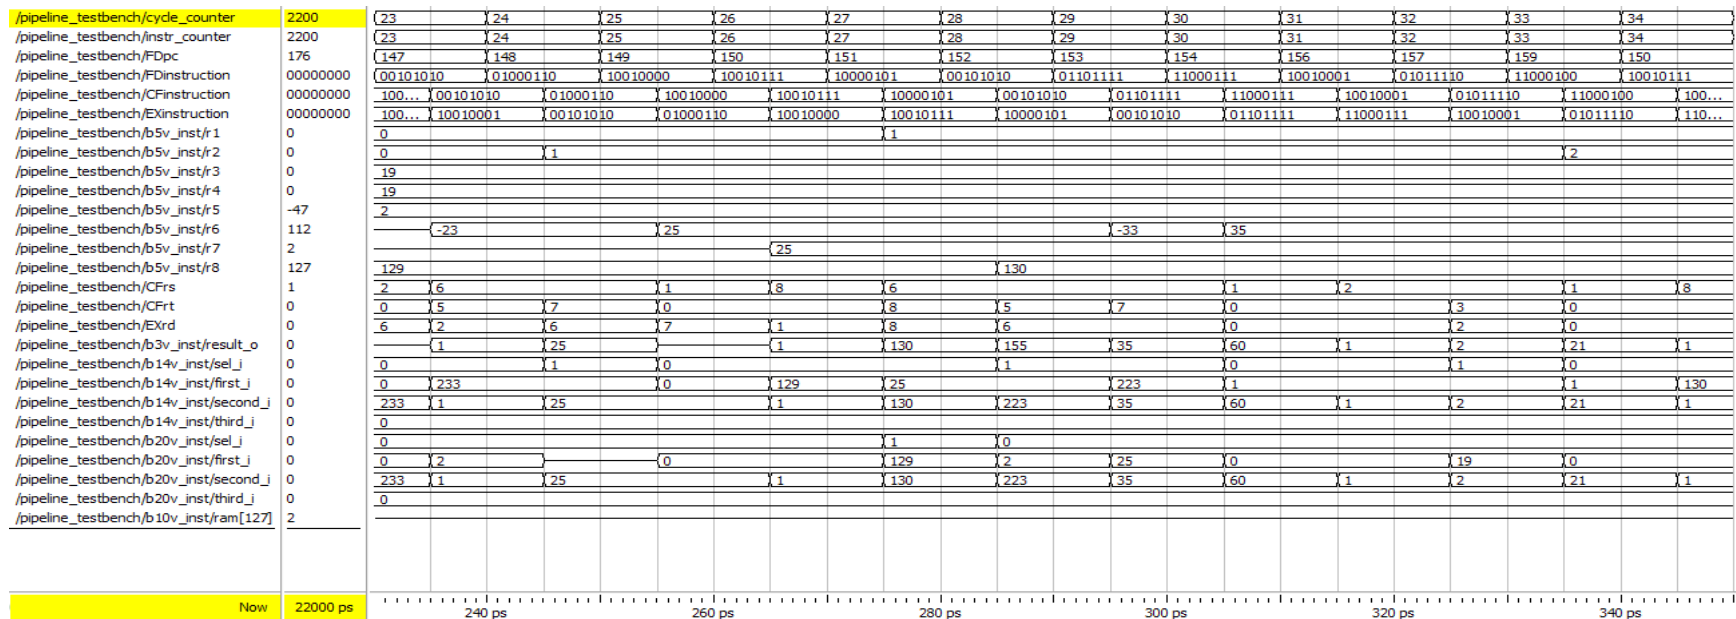 /pipeline_testbench/cycle_counter 2200 23 24 25 26 27 28 29 30 31 32 33 34
/pipeline_testbench/instr_counter 2200 23 24 25 26 27 28 29 30 31 32 33 34
/pipeline_testbench/FDpc 176 147 148 149 150 151 152 153 154 156 157 159 150
/pipeline_testbench/FDinstruction 00000000 00101010 01000110 10010000 10010111 10000101 00101010 01101111 11000111 10010001 01011110 11000100 10010111
/pipeline_testbench/CFinstruction 00000000 100... 00101010 01000110 10010000 10010111 10000101 00101010 01101111 11000111 10010001 01011110 11000100 100...
/pipeline_testbench/EXinstruction 00000000 100... 10010001 00101010 01000110 10010000 10010111 10000101 00101010 01101111 11000111 10010001 01011110 110...
/pipeline_testbench/b5v_inst/r1 0 0 1
/pipeline_testbench/b5v_inst/r2 0 0 1 2
/pipeline_testbench/b5v_inst/r3 0 19
/pipeline_testbench/b5v_inst/r4 0 19
/pipeline_testbench/b5v_inst/r5 -47 2
/pipeline_testbench/b5v_inst/r6 112 -23 25 -33 35
/pipeline_testbench/b5v_inst/r7 2 25
/pipeline_testbench/b5v_inst/r8 127 129 130
/pipeline_testbench/CFrs 1 2 6 1 8 6 1 2 1 8
/pipeline_testbench/CFrt 0 0 5 7 0 8 5 7 0 3 0
/pipeline_testbench/EXrd 0 6 2 6 7 1 8 6 0 2 0
/pipeline_testbench/b3v_inst/result_o 0 1 25 1 130 155 35 60 1 2 21 1
/pipeline_testbench/b14v_inst/sel_i 0 0 1 0 1 0 1 0
/pipeline_testbench/b14v_inst/first_i 0 0 233 0 129 25 223 1 1 130
/pipeline_testbench/b14v_inst/second_i 0 233 1 25 1 130 223 35 60 1 2 21 1
/pipeline_testbench/b14v_inst/third_i 0 0
/pipeline_testbench/b20v_inst/sel_i 0 0 1 0
/pipeline_testbench/b20v_inst/first_i 0 0 2 0 129 2 25 0 19 0
/pipeline_testbench/b20v_inst/second_i 0 233 1 25 1 130 223 35 60 1 2 21 1
/pipeline_testbench/b20v_inst/third_i 0 0
/pipeline_testbench/b10v_inst/ram[127] 2
Now 22000 ps 240 ps 260 ps 280 ps 300 ps 320 ps 340 ps